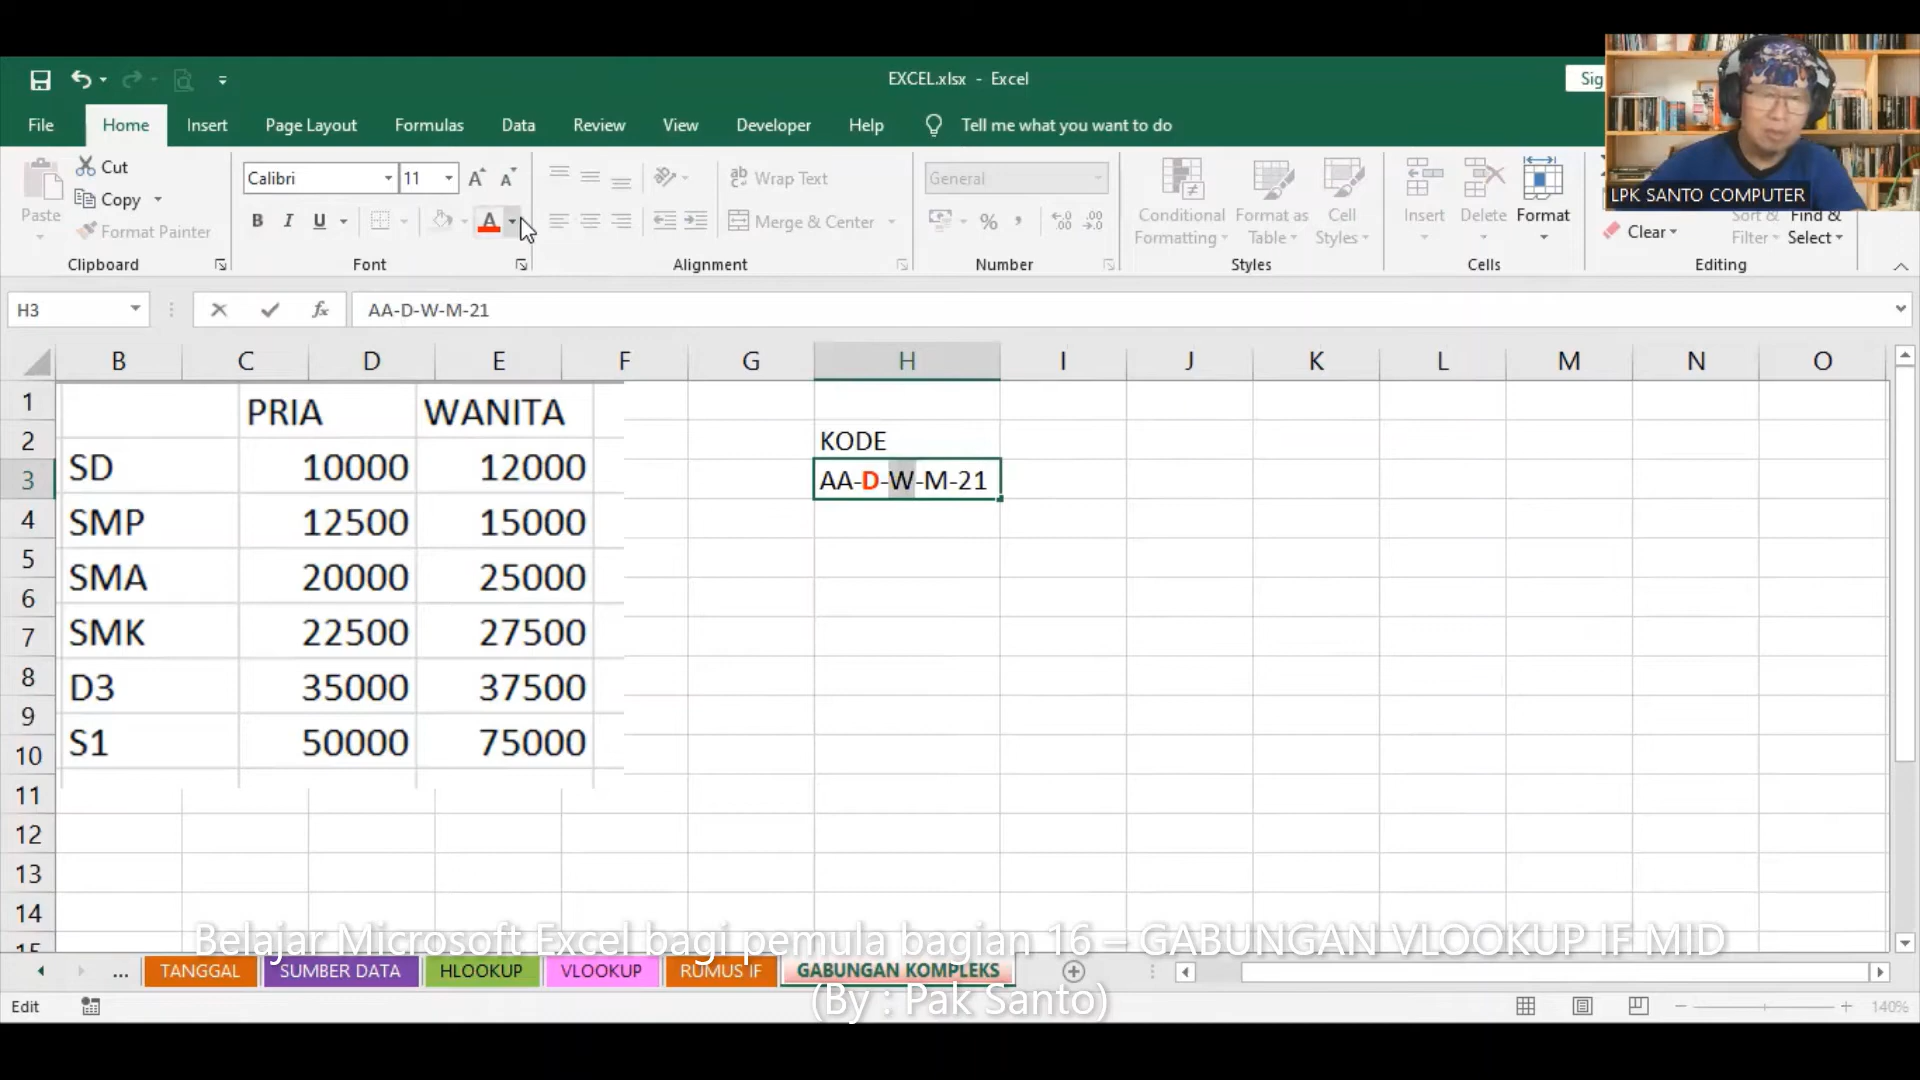 EXCEL.xlsx - Excel
Sig
File Home Insert Page Layout Formulas Data Review View Developer Help Tell me what you want to do
LPK SANTO COMPUTER
Paste
Cut
Copy
Format Painter
Clipboard
Calibri 11
B I U A
Font
ab Wrap Text
Merge & Center
Alignment
General
% ,
Number
Conditional Formatting
Format as Table
Cell Styles
Styles
Insert
Delete
Format
Cells
Clear
Sort & Filter
Find & Select
Editing
H3 fx AA-D-W-M-21
B C D E F G H I J K L M N O
1
2
3
4
5
6
7
8
9
10
11
12
13
14
15
PRIA WANITA
SD 10000 12000
SMP 12500 15000
SMA 20000 25000
SMK 22500 27500
D3 35000 37500
S1 50000 75000
KODE
AA-D-W-M-21
Belajar Microsoft Excel bagi pemula bagian 16 – GABUNGAN VLOOKUP IF MID
(By : Pak Santo)
... TANGGAL SUMBER DATA HLOOKUP VLOOKUP RUMUS IF GABUNGAN KOMPLEKS
Edit
140%